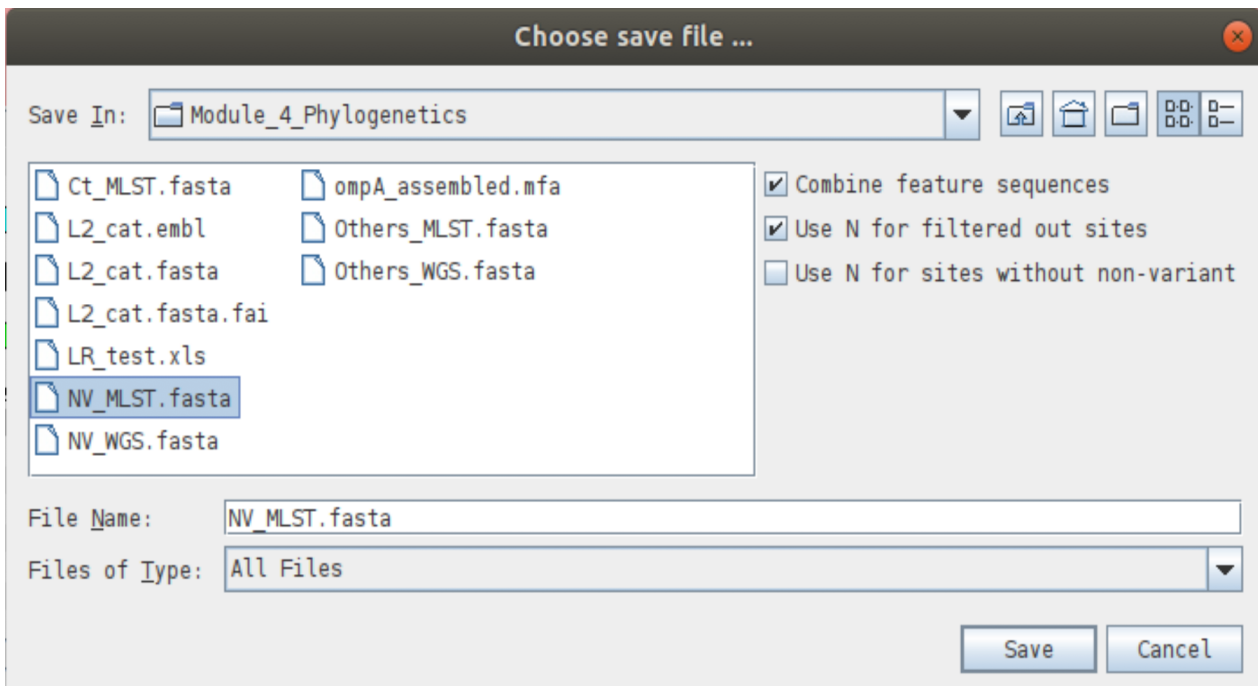 Choose save file ...
Save In: Module_4_Phylogenetics
Ct_MLST.fasta
L2_cat.embl
L2_cat.fasta
L2_cat.fasta.fai
LR_test.xls
NV_MLST.fasta
NV_WGS.fasta
ompA_assembled.mfa
Others_MLST.fasta
Others_WGS.fasta
Combine feature sequences
Use N for filtered out sites
Use N for sites without non-variant
File Name: NV_MLST.fasta
Files of Type: All Files
Save Cancel